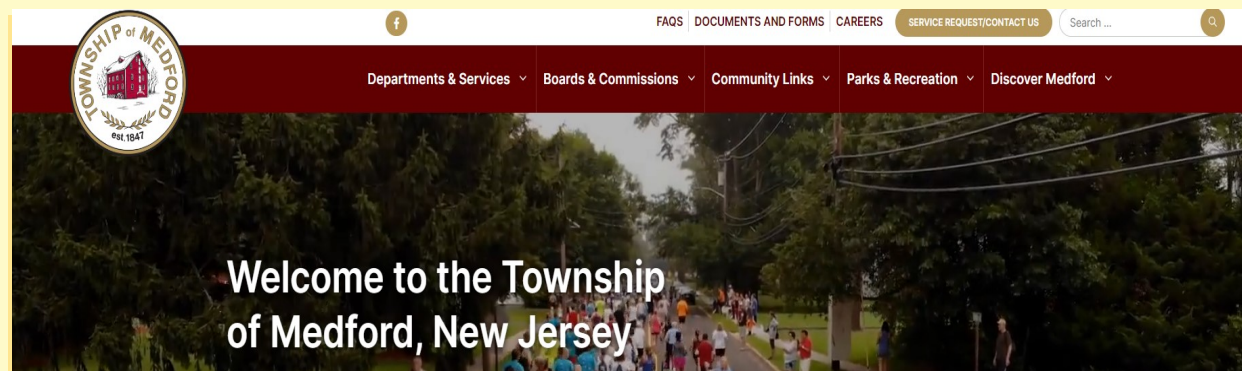 TOWNSHIP of MEDFORD
est. 1847
f
FAQS DOCUMENTS AND FORMS CAREERS SERVICE REQUEST/CONTACT US Search ...
Departments & Services Boards & Commissions Community Links Parks & Recreation Discover Medford
Welcome to the Township
of Medford, New Jersey